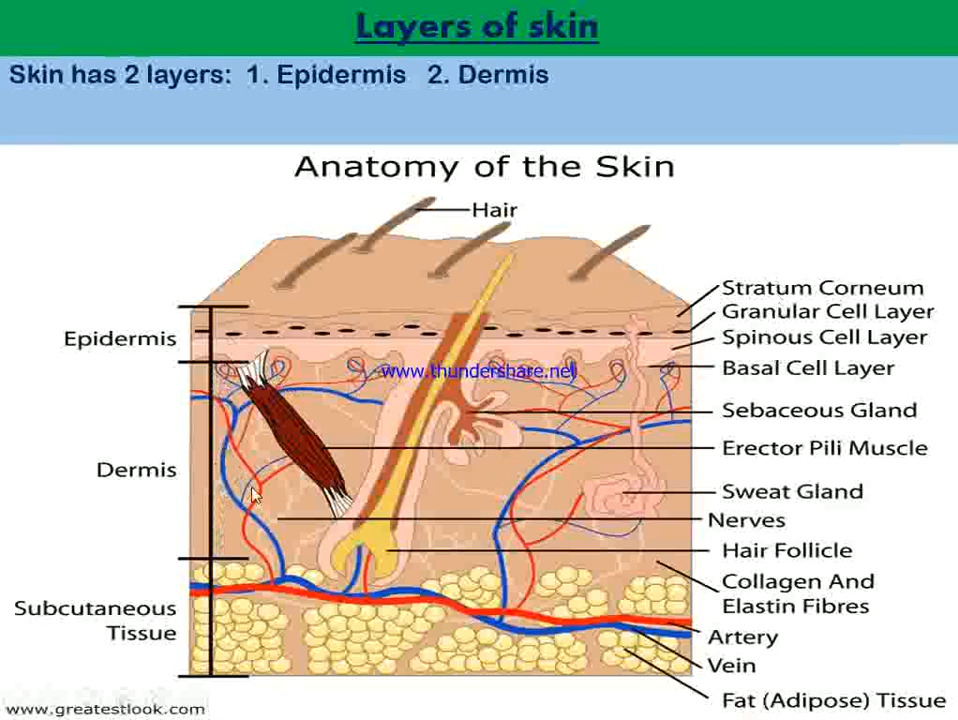 Layers of skin
Skin has 2 layers: 1. Epidermis 2. Dermis
Anatomy of the Skin
Hair
Stratum Corneum
Granular Cell Layer
Epidermis
Spinous Cell Layer
www.thundershare.net
Basal Cell Layer
Sebaceous Gland
Erector Pili Muscle
Dermis
Sweat Gland
Nerves
Hair Follicle
Collagen And
Elastin Fibres
Subcutaneous
Tissue
Artery
Vein
Fat (Adipose) Tissue
www.greatestlook.com